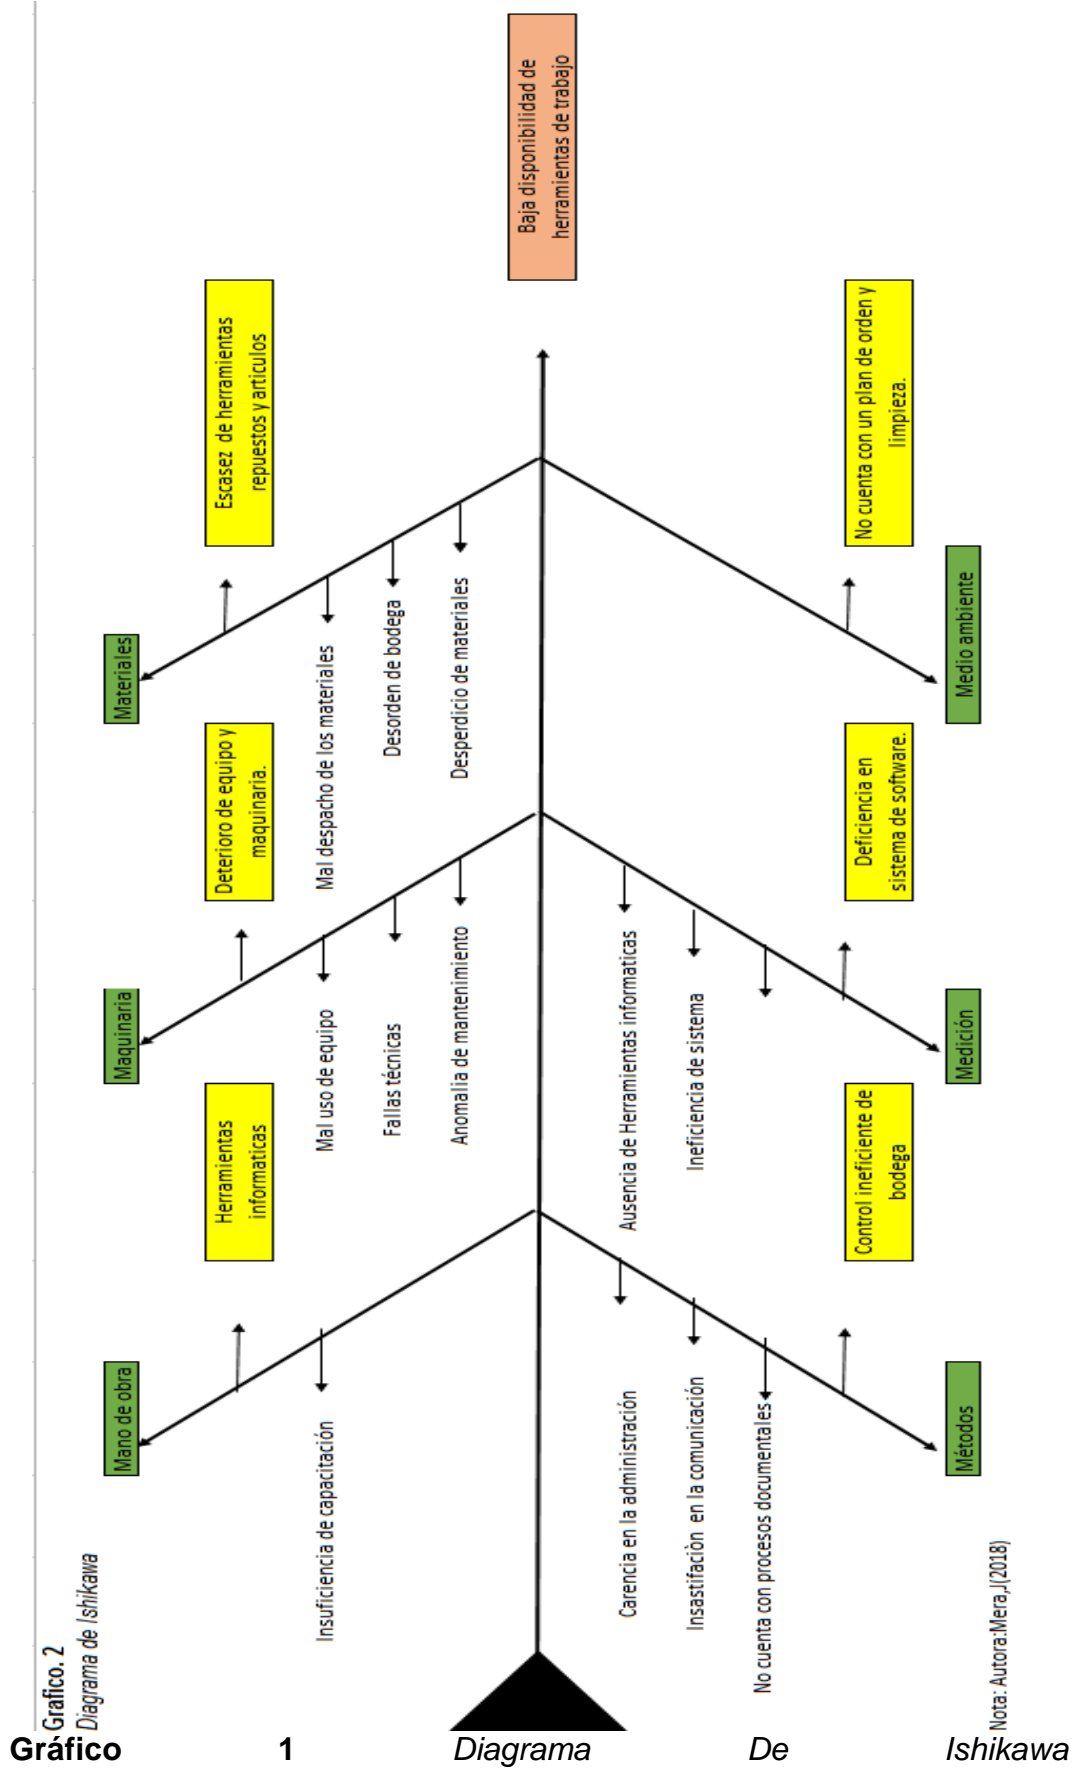 Grafico. 2
Diagrama de Ishikawa
Mano de obra
Maquinaria
Materiales
Herramientas
informaticas
Deterioro de equipo y
maquinaria.
Escasez de herramientas
repuestos y articulos
Insuficiencia de capacitación
Mal uso de equipo
Fallas técnicas
Anomalia de mantenimiento
Mal despacho de los materiales
Desorden de bodega
Desperdicio de materiales
Baja disponibilidad de
herramientas de trabajo
Carencia en la administración
Insastifaciòn en la comunicación
No cuenta con procesos documentales
Ausencia de Herramientas informaticas
Ineficiencia de sistema
Control ineficiente de
bodega
Deficiencia en
sistema de software.
No cuenta con un plan de orden y
limpieza.
Métodos
Medición
Medio ambiente
Nota: Autora:Mera,J(2018)
Gráfico 1 Diagrama De Ishikawa